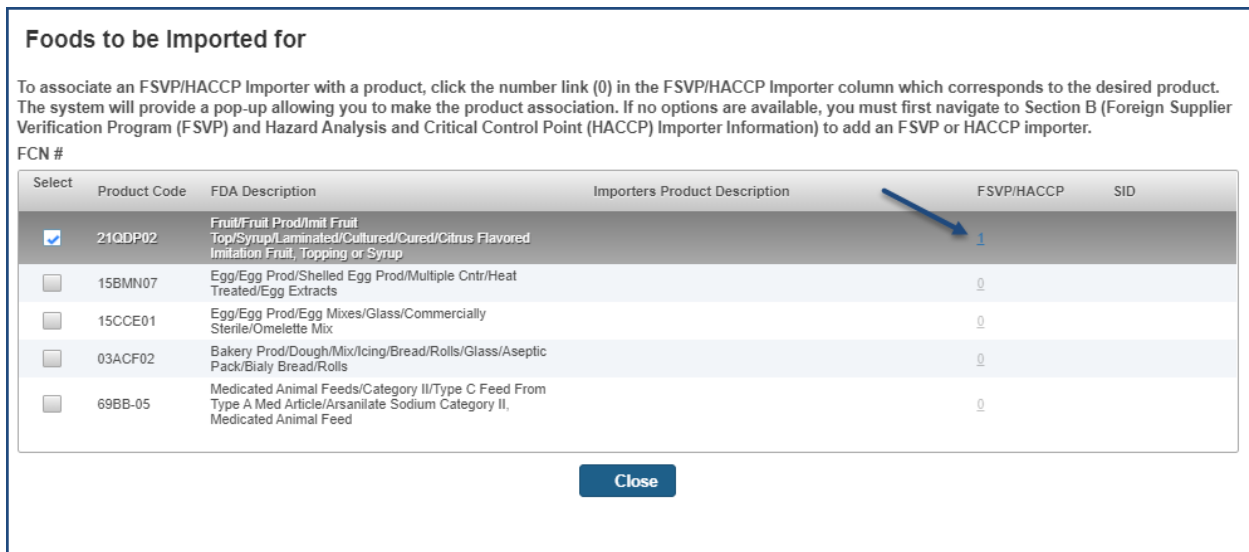 Foods to be Imported for
To associate an FSVP/HACCP Importer with a product, click the number link (0) in the FSVP/HACCP Importer column which corresponds to the desired product.
The system will provide a pop-up allowing you to make the product association. If no options are available, you must first navigate to Section B (Foreign Supplier
Verification Program (FSVP) and Hazard Analysis and Critical Control Point (HACCP) Importer Information) to add an FSVP or HACCP importer.
FCN #
Select Product Code FDA Description Importers Product Description FSVP/HACCP SID
Fruit/Fruit Prod/Imit Fruit
21QDP02 Top/Syrup/Laminated/Cultured/Cured/Citrus Flavored 1
Imitation Fruit, Topping or Syrup
15BMN07 Egg/Egg Prod/Shelled Egg Prod/Multiple Cntr/Heat 0
Treated/Egg Extracts
15CCE01 Egg/Egg Prod/Egg Mixes/Glass/Commercially 0
Sterile/Omelette Mix
03ACF02 Bakery Prod/Dough/Mix/Icing/Bread/Rolls/Glass/Aseptic 0
Pack/Bialy Bread/Rolls
Medicated Animal Feeds/Category II/Type C Feed From
69BB-05 Type A Med Article/Arsanilate Sodium Category II, 0
Medicated Animal Feed
Close